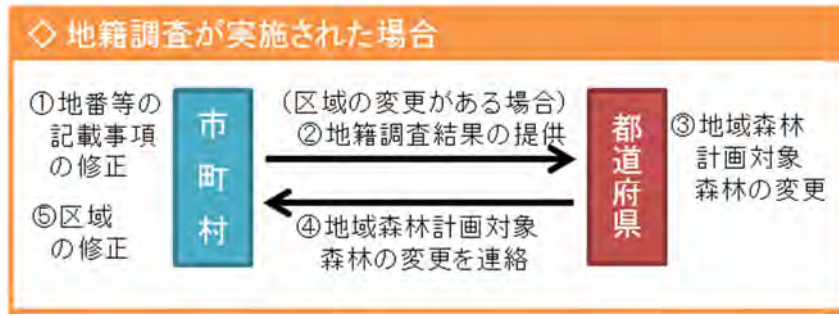 ◇ 地籍調査が実施された場合
①地番等の
記載事項
の修正
⑤区域
の修正
市町村
（区域の変更がある場合）
②地籍調査結果の提供
④地域森林計画対象
森林の変更を連絡
都道府県
③地域森林
計画対象
森林の変更